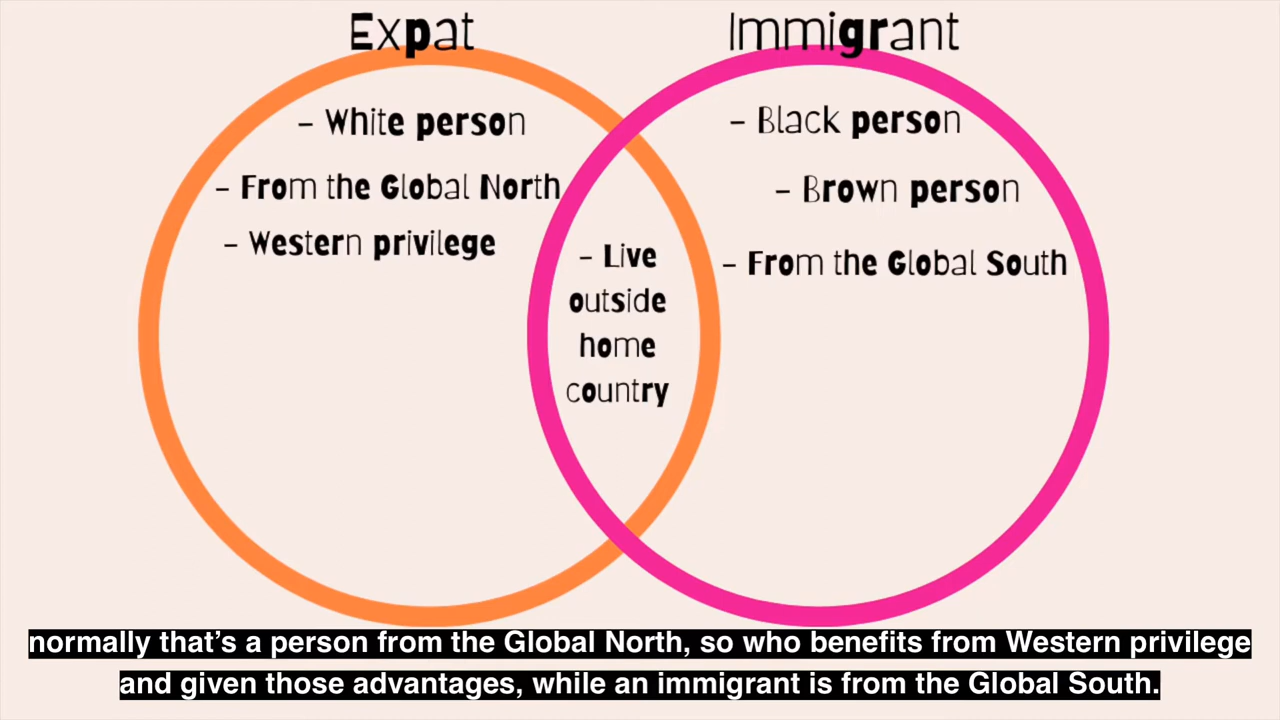 Expat
Immigrant
- White person
- From the Global North
- Western privilege
- Live
outside
home
country
- Black person
- Brown person
- From the Global South
normally that’s a person from the Global North, so who benefits from Western privilege
and given those advantages, while an immigrant is from the Global South.